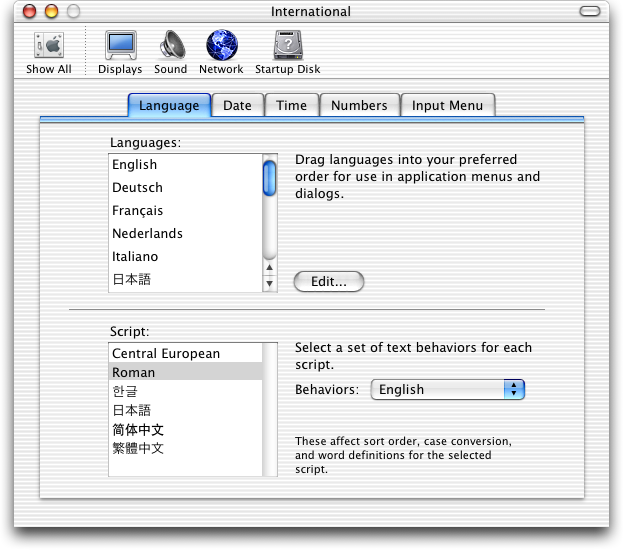 International
Show All
Displays
Sound
Network
Startup Disk
Language
Date
Time
Numbers
Input Menu
Languages:
English
Deutsch
Français
Nederlands
Italiano
日本語
Drag languages into your preferred
order for use in application menus and
dialogs.
Edit...
Script:
Central European
Roman
한글
日本語
简体中文
繁體中文
Select a set of text behaviors for each
script.
Behaviors:
English
These affect sort order, case conversion,
and word definitions for the selected
script.